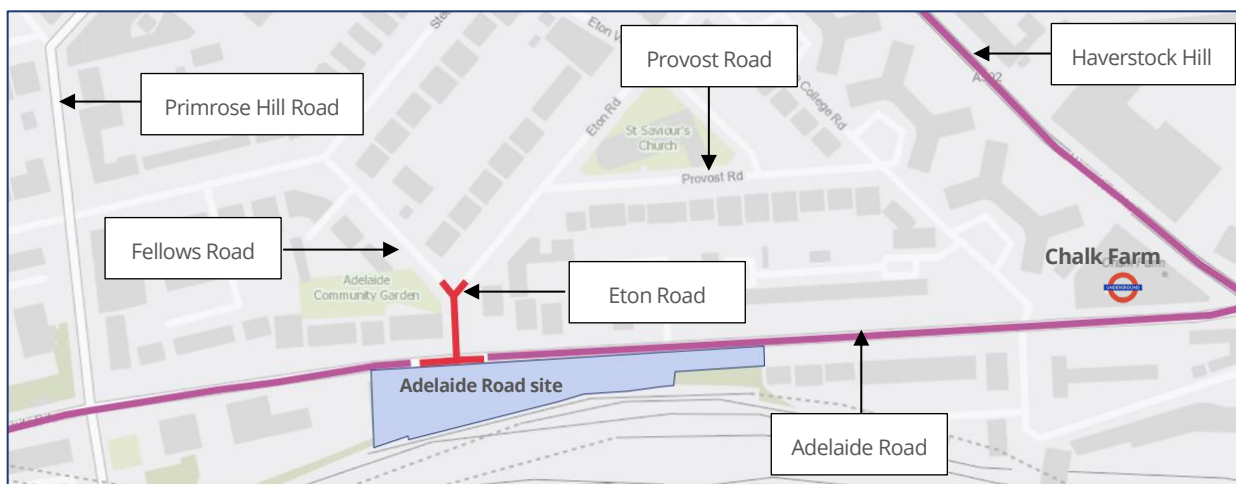 Provost Road
Haverstock Hill
Primrose Hill Road
Eton
Eton Rd
College Rd
St Saviour's
Church
Provost Rd
Fellows Road
Adelaide
Community Garden
Eton Road
Chalk Farm
UNDERGROUND
Adelaide Road site
Adelaide Road